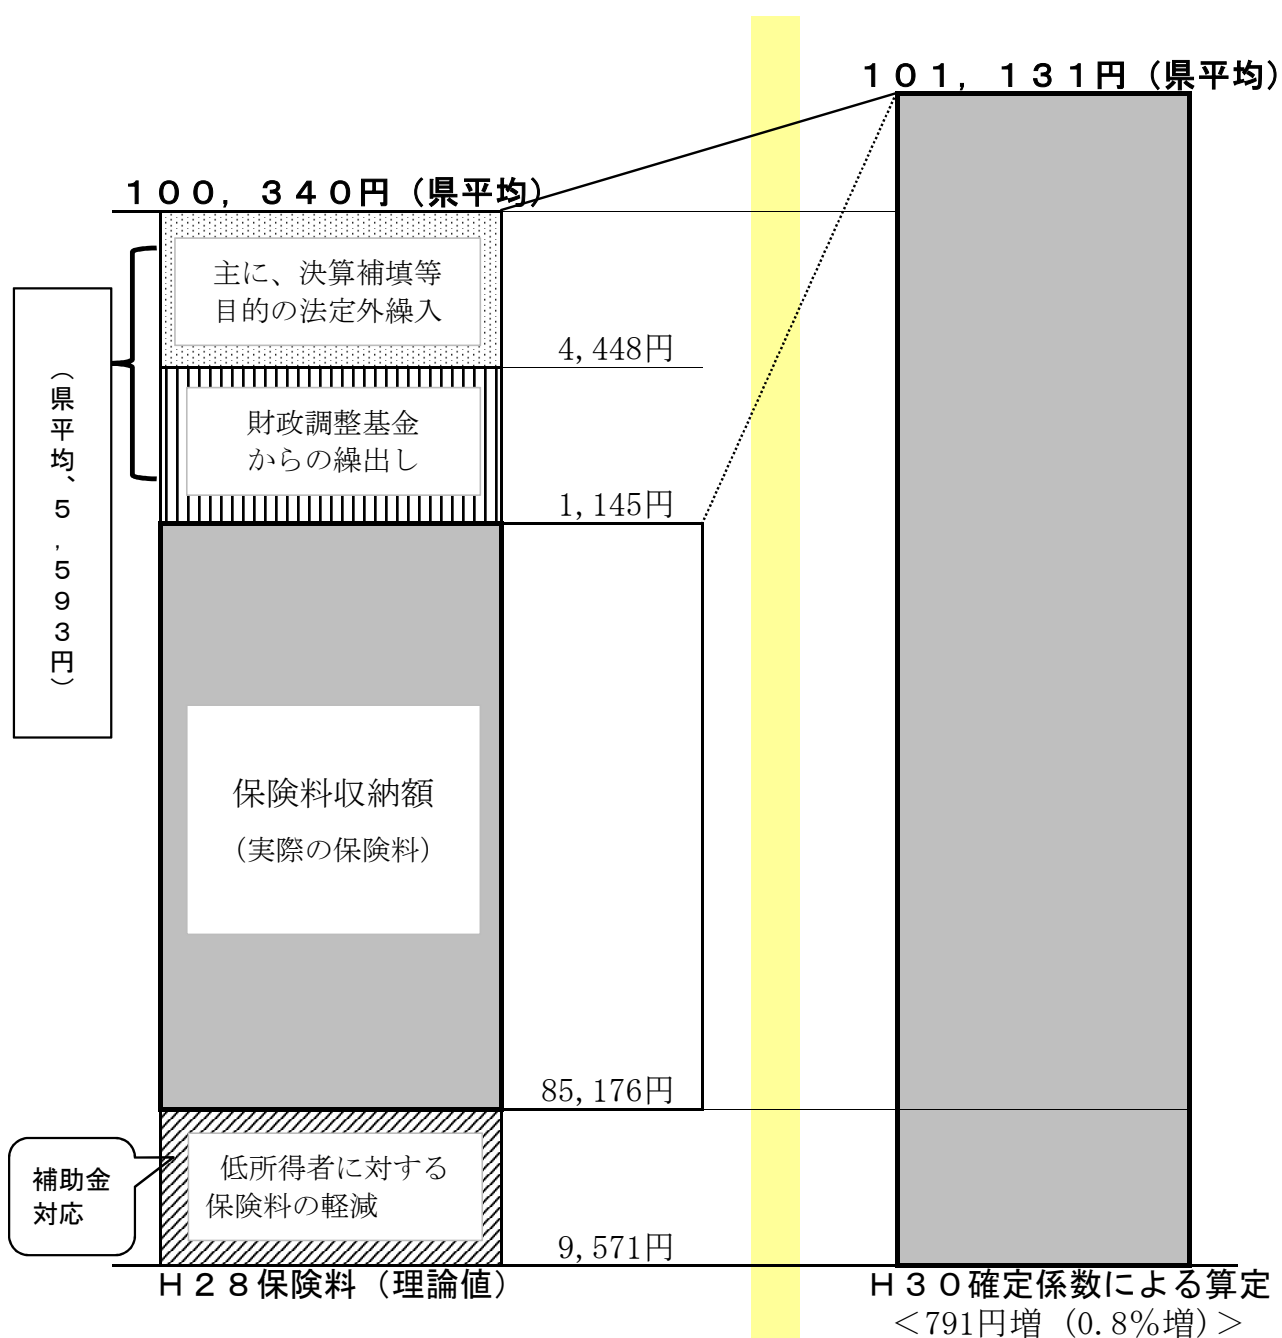 １０１，１３１円（県平均）
１００，３４０円（県平均）
主に、決算補填等
目的の法定外繰入
4,448円
（県平均、５，５９３円）
財政調整基金
からの繰出し
1,145円
保険料収納額
（実際の保険料）
85,176円
補助金
対応
低所得者に対する
保険料の軽減
9,571円
Ｈ２８保険料（理論値）
Ｈ３０確定係数による算定
＜791円増（0.8％増）＞